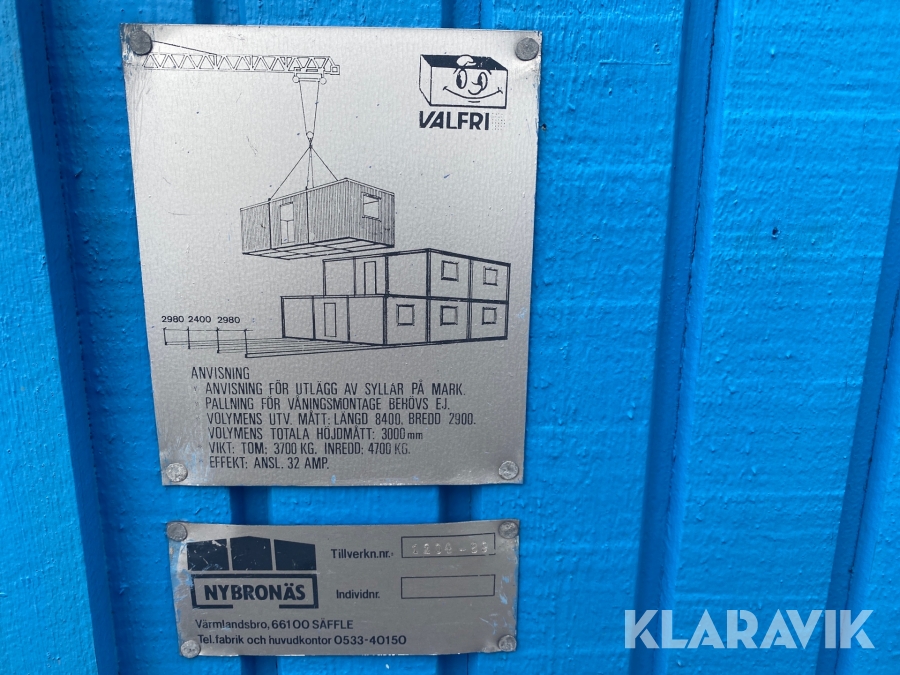 VALFRI
2980 2400 2980
ANVISNING
ANVISNING FÖR UTLÄGG AV SYLLAR PÅ MARK.
PALLNING FÖR VÅNINGSMONTAGE BEHÖVS EJ.
VOLYMENS UTV. MÅTT: LÄNGD 8400. BREDD 2900.
VOLYMENS TOTALA HÖJDMÅTT: 3000mm
VIKT: TOM; 3700 KG. INREDD: 4700 KG.
EFFEKT: ANSL. 32 AMP.
NYBRONÄS
Tillverkn.nr.
Individnr.
Värmlandsbro, 66100 SÄFFLE
Tel. fabrik och huvudkontor 0533-40150
KLARAVIK